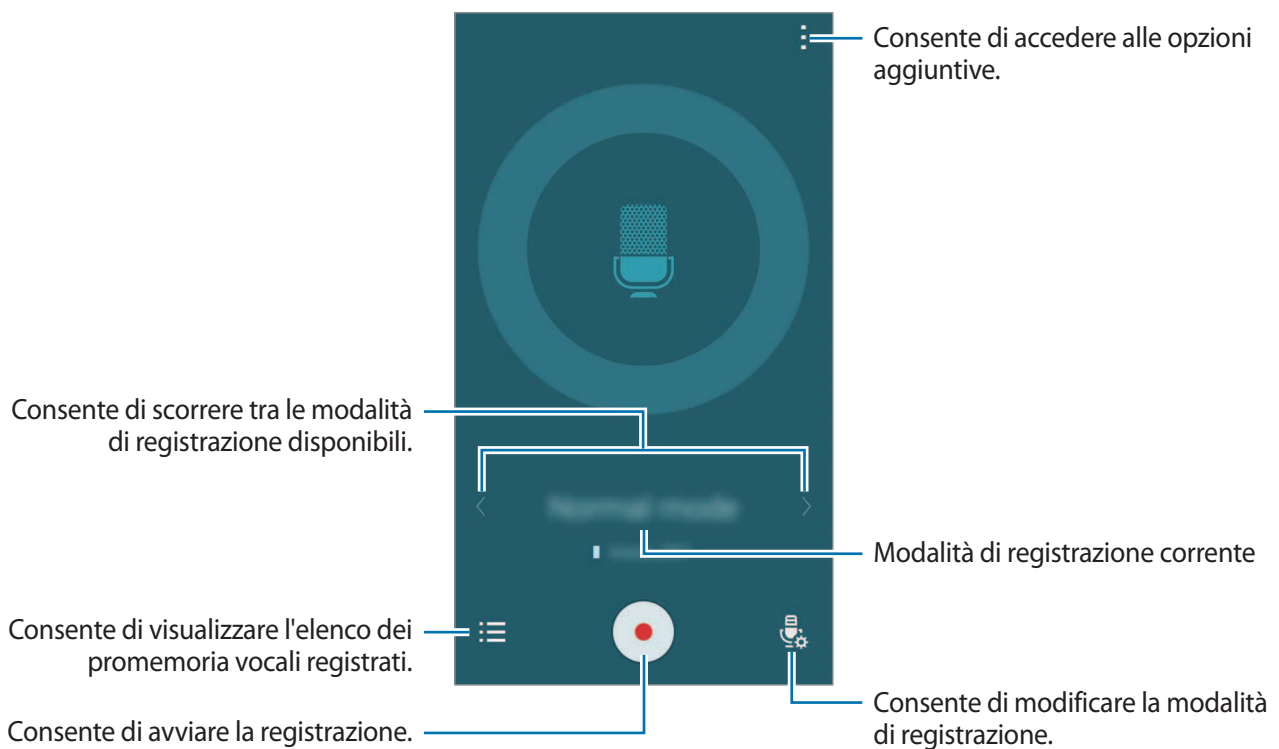 Consente di accedere alle opzioni
aggiuntive.
Consente di scorrere tra le modalità
di registrazione disponibili.
Normal mode
Modalità di registrazione corrente
Consente di visualizzare l'elenco dei
promemoria vocali registrati.
Consente di avviare la registrazione.
Consente di modificare la modalità
di registrazione.